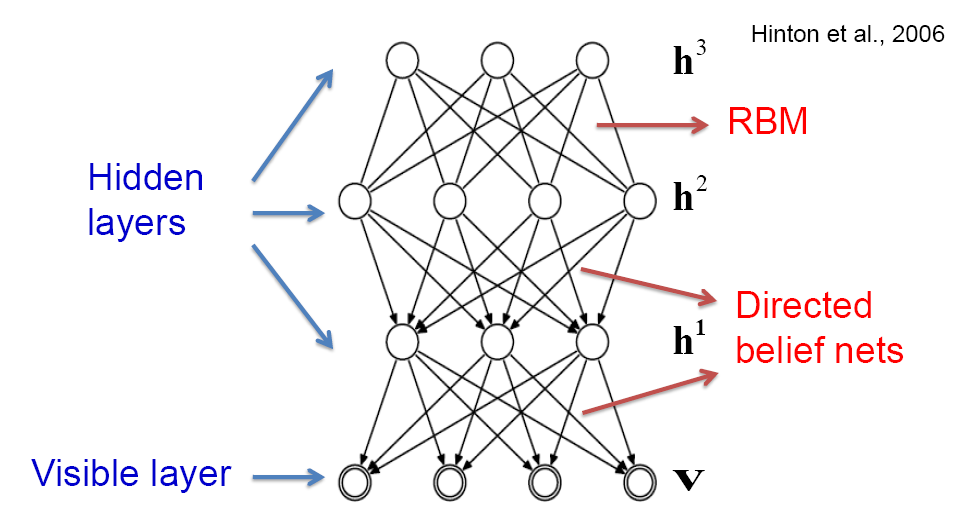 Hinton et al., 2006
h³
RBM
Hidden
layers
h²
Directed
belief nets
h¹
Visible layer
v